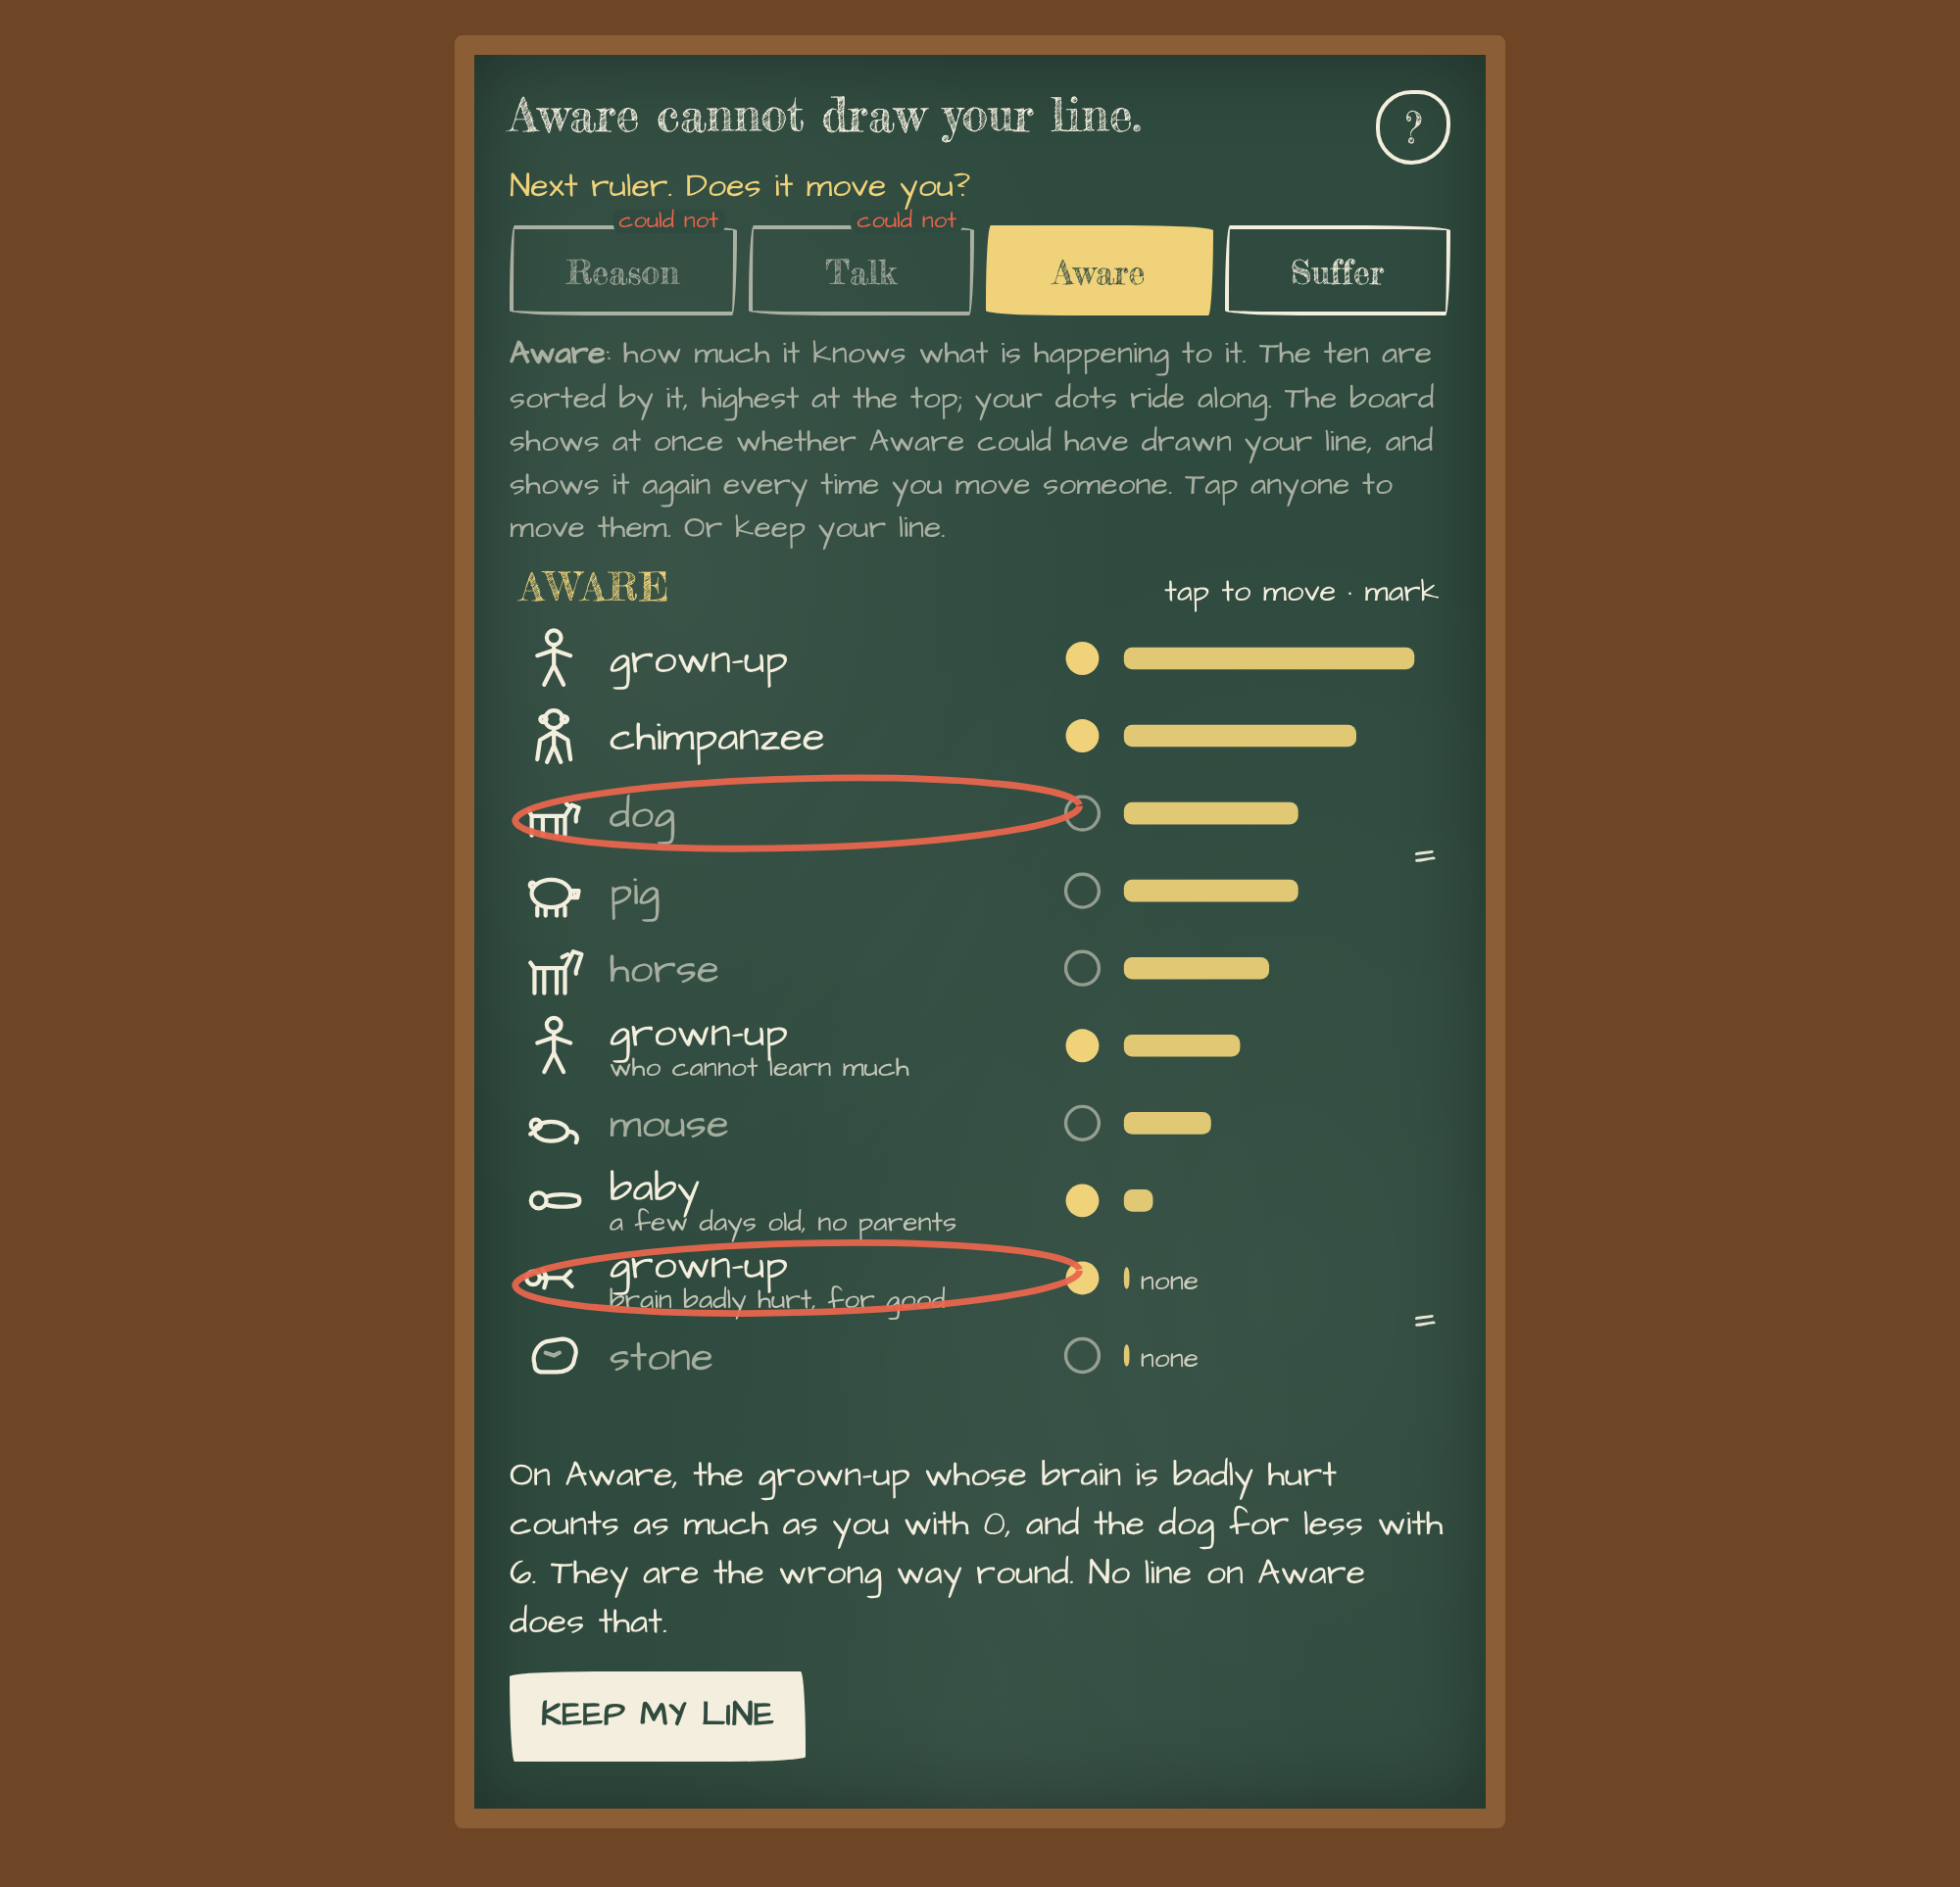 Aware cannot draw your line.
?
Next ruler. Does it move you?
could not
could not
Reason
Talk
Aware
Suffer
Aware: how much it knows what is happening to it. The ten are
sorted by it, highest at the top; your dots ride along. The board
shows at once whether Aware could have drawn your line, and
shows it again every time you move someone. Tap anyone to
move them. Or keep your line.
AWARE
tap to move · mark
grown-up
chimpanzee
dog
=
pig
horse
grown-up
who cannot learn much
mouse
baby
a few days old, no parents
grown-up
none
brain badly hurt, for good
=
stone
none
On Aware, the grown-up whose brain is badly hurt
counts as much as you with 0, and the dog for less with
6. They are the wrong way round. No line on Aware
does that.
KEEP MY LINE